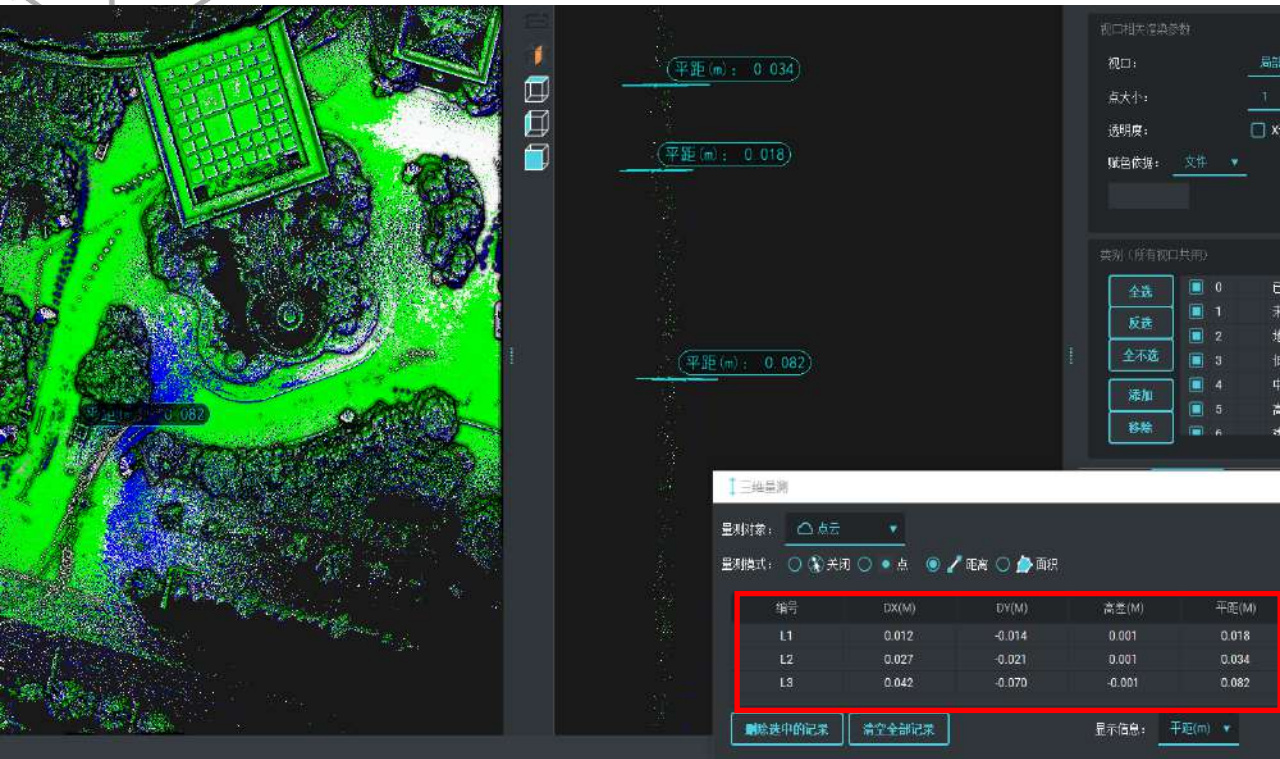 视口相关渲染参数
视口： 局部
点大小： 1
透明度： X
赋色依据： 文件
平距(m)： 0.034
平距(m)： 0.018
平距(m)： 0.082
平距(m)： 0.082
类别（所有视口共用）
全选
反选
全不选
添加
移除
0
1
2
3
4
5
6
三维量测
量测对象： 点云
量测模式： 关闭 点 距离 面积
编号 DX(M) DY(M) 高差(M) 平距(M)
L1 0.012 -0.014 0.001 0.018
L2 0.027 -0.021 0.001 0.034
L3 0.042 -0.070 -0.001 0.082
删除选中的记录 清空全部记录 显示信息： 平距(m)